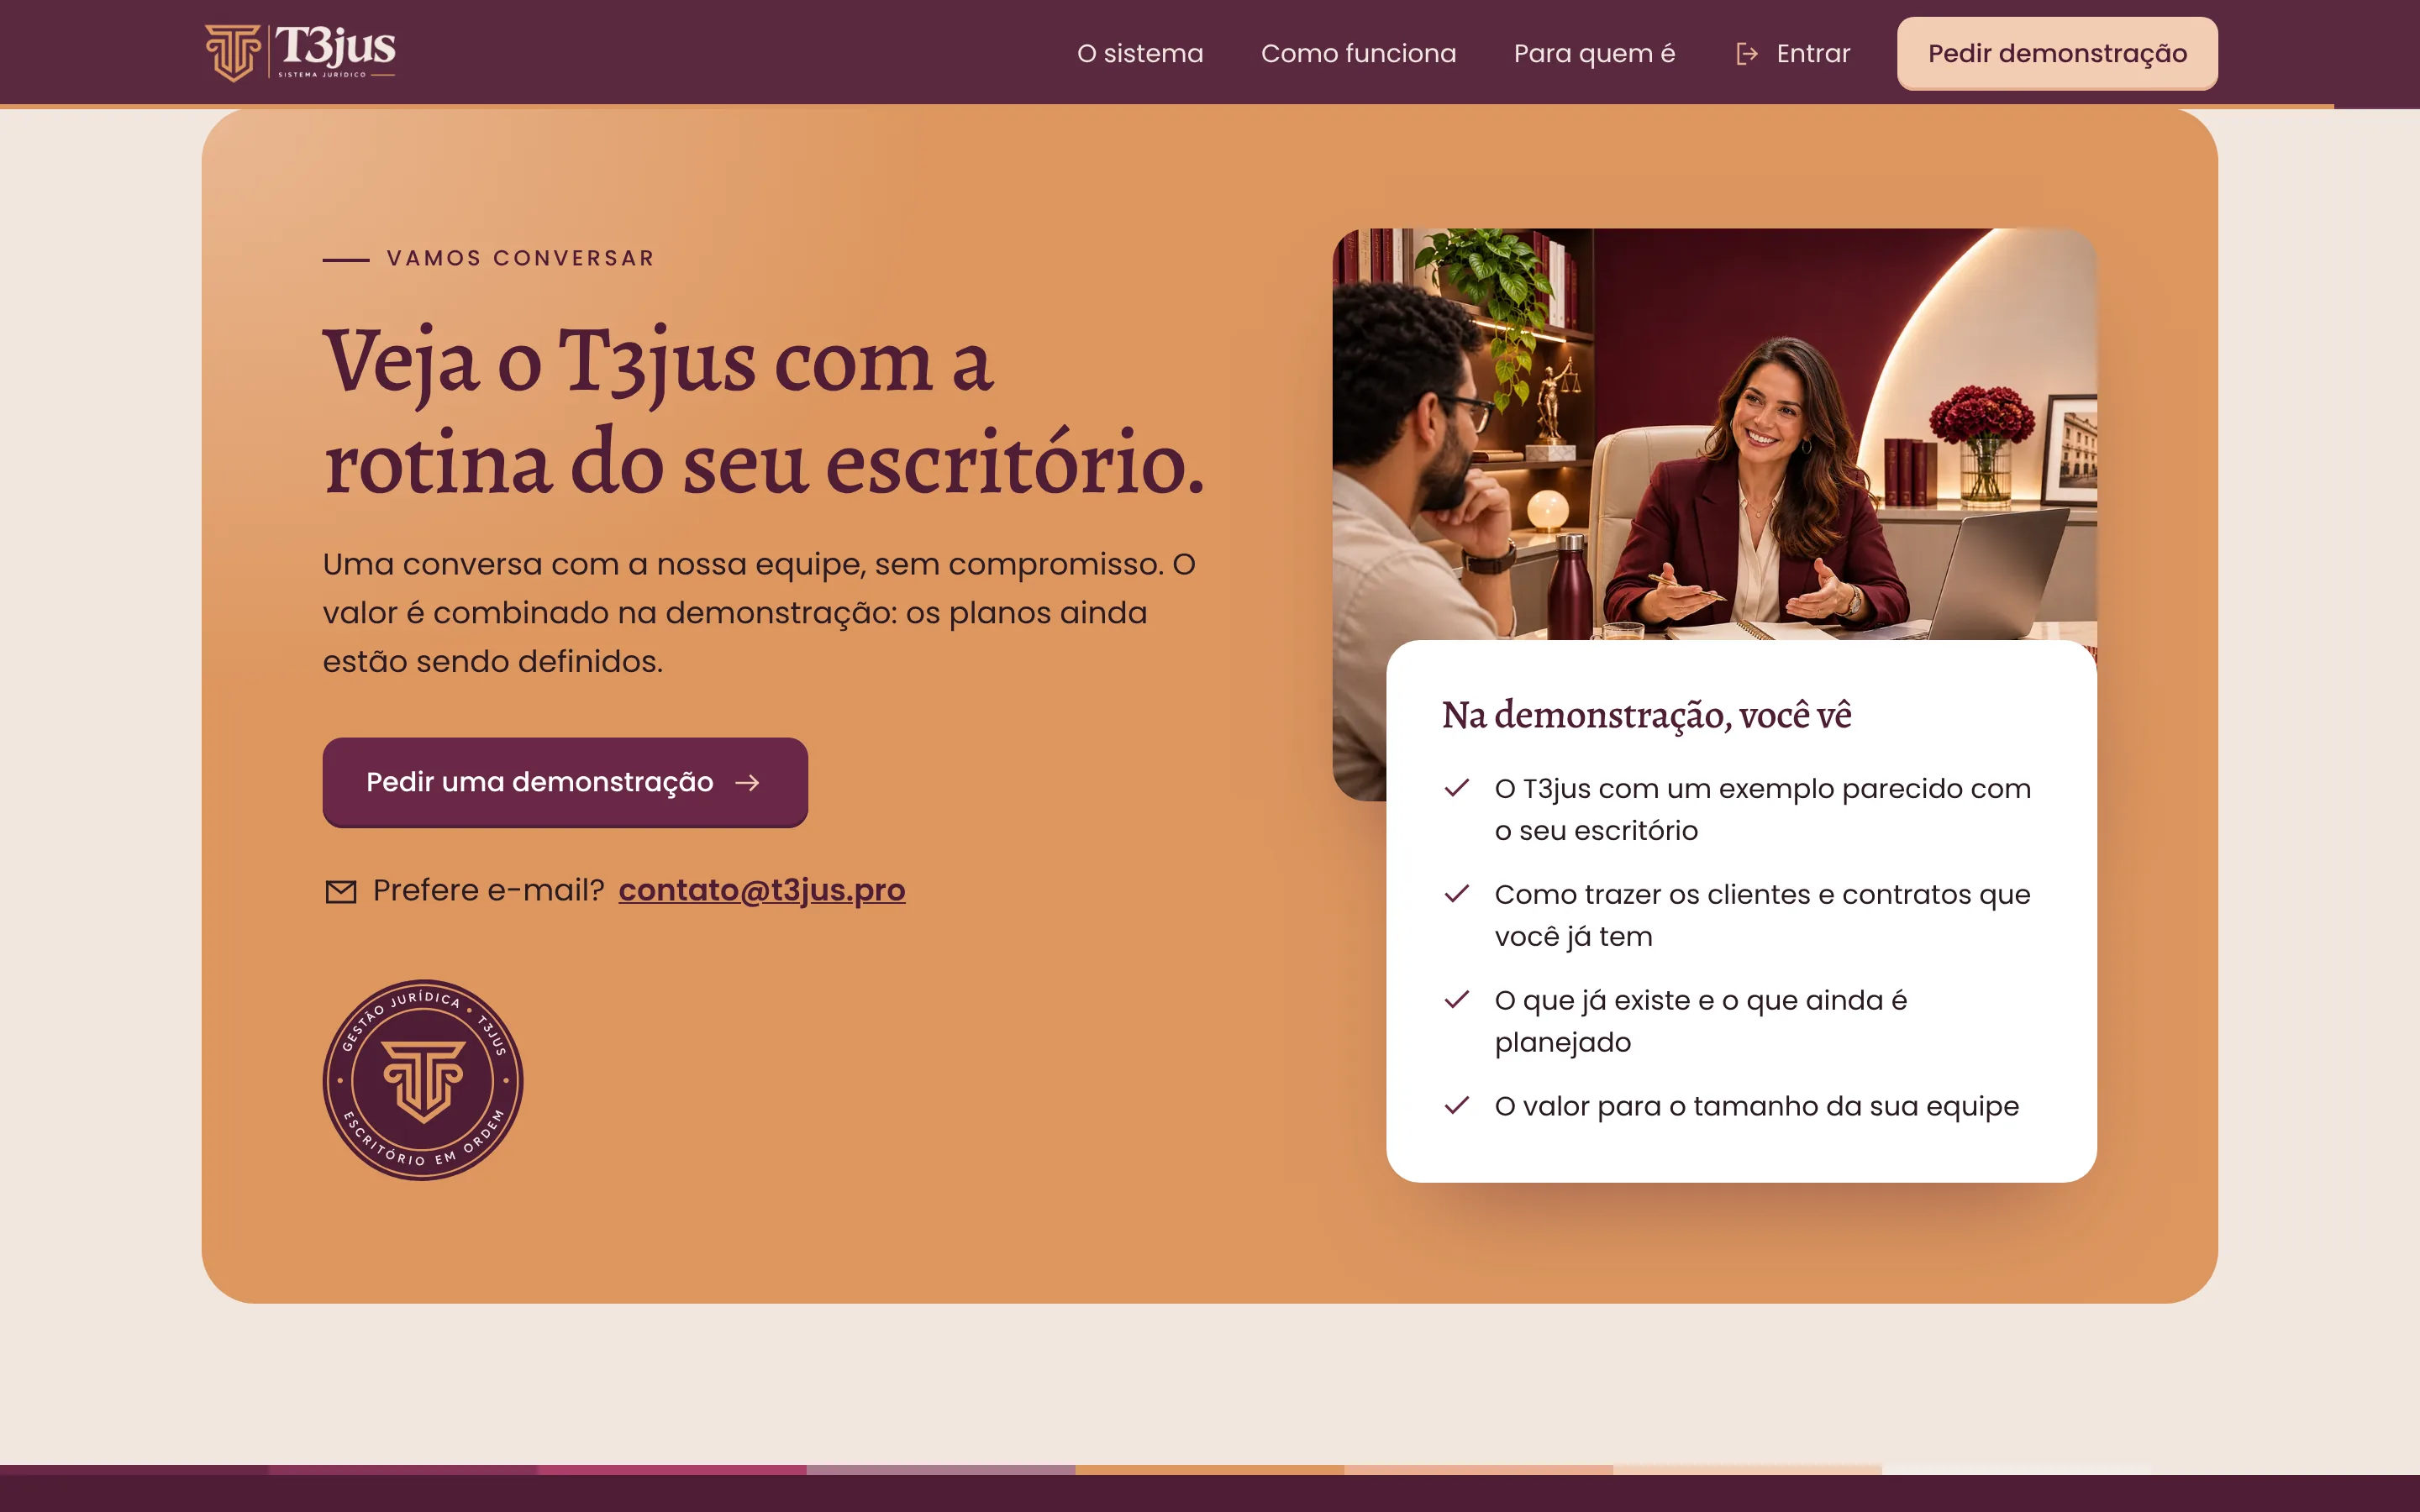 T3jus
SISTEMA JURÍDICO
O sistema
Como funciona
Para quem é
Entrar
Pedir demonstração
VAMOS CONVERSAR
Veja o T3jus com a
rotina do seu escritório.
Uma conversa com a nossa equipe, sem compromisso. O
valor é combinado na demonstração: os planos ainda
estão sendo definidos.
Pedir uma demonstração
Prefere e-mail? contato@t3jus.pro
GESTÃO JURÍDICA • T3JUS
ESCRITÓRIO EM ORDEM
Na demonstração, você vê
O T3jus com um exemplo parecido com
o seu escritório
Como trazer os clientes e contratos que
você já tem
O que já existe e o que ainda é
planejado
O valor para o tamanho da sua equipe